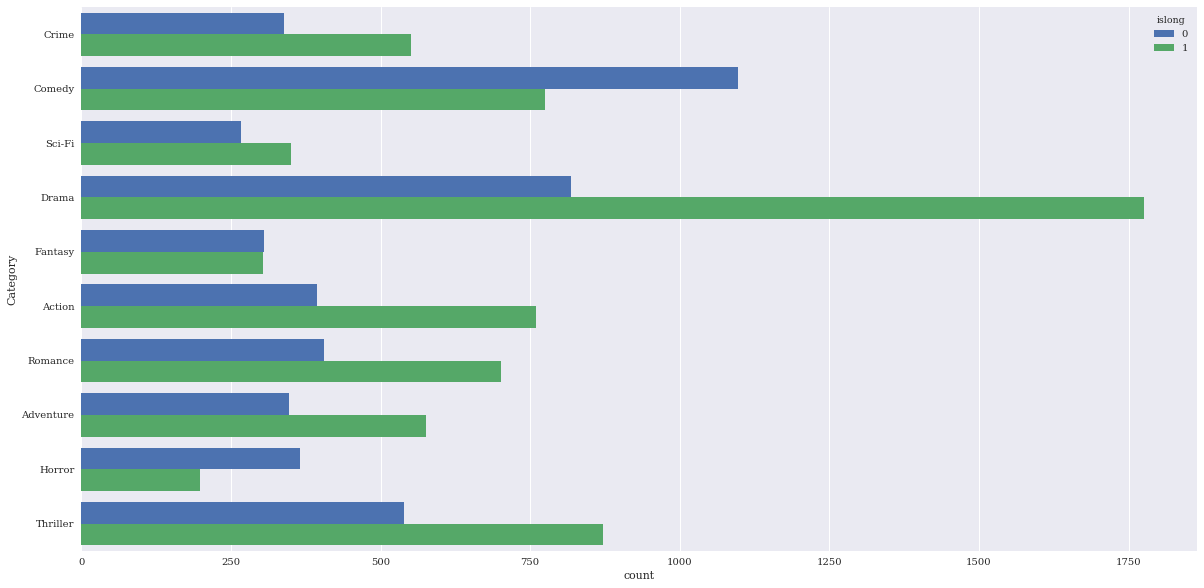 islong
0
1
Category
Crime
Comedy
Sci-Fi
Drama
Fantasy
Action
Romance
Adventure
Horror
Thriller
0 250 500 750 1000 1250 1500 1750
count